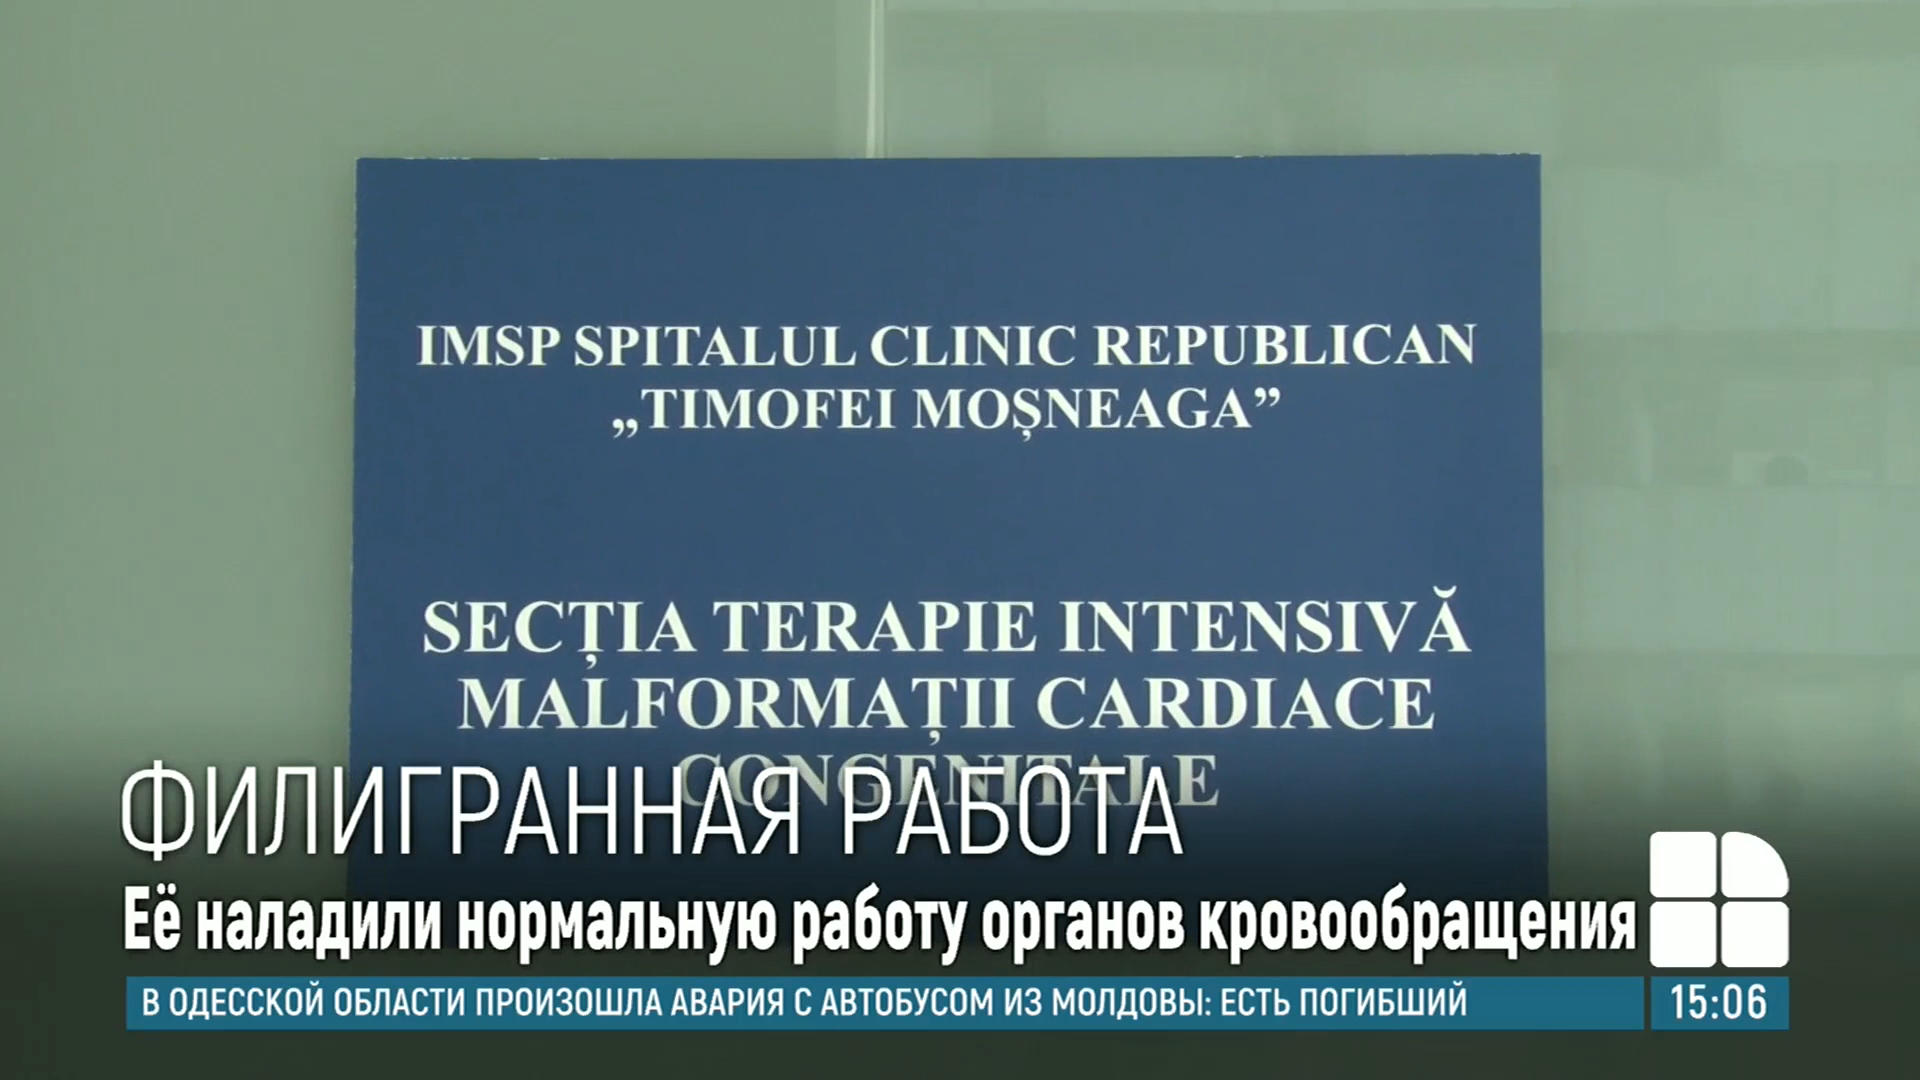 IMSP SPITALUL CLINIC REPUBLICAN
„TIMOFEI MOȘNEAGA”
SECȚIA TERAPIE INTENSIVĂ
MALFORMAȚII CARDIACE
CONGENITALE
ФИЛИГРАННАЯ РАБОТА
Её наладили нормальную работу органов кровообращения
В ОДЕССКОЙ ОБЛАСТИ ПРОИЗОШЛА АВАРИЯ С АВТОБУСОМ ИЗ МОЛДОВЫ: ЕСТЬ ПОГИБШИЙ
15:06